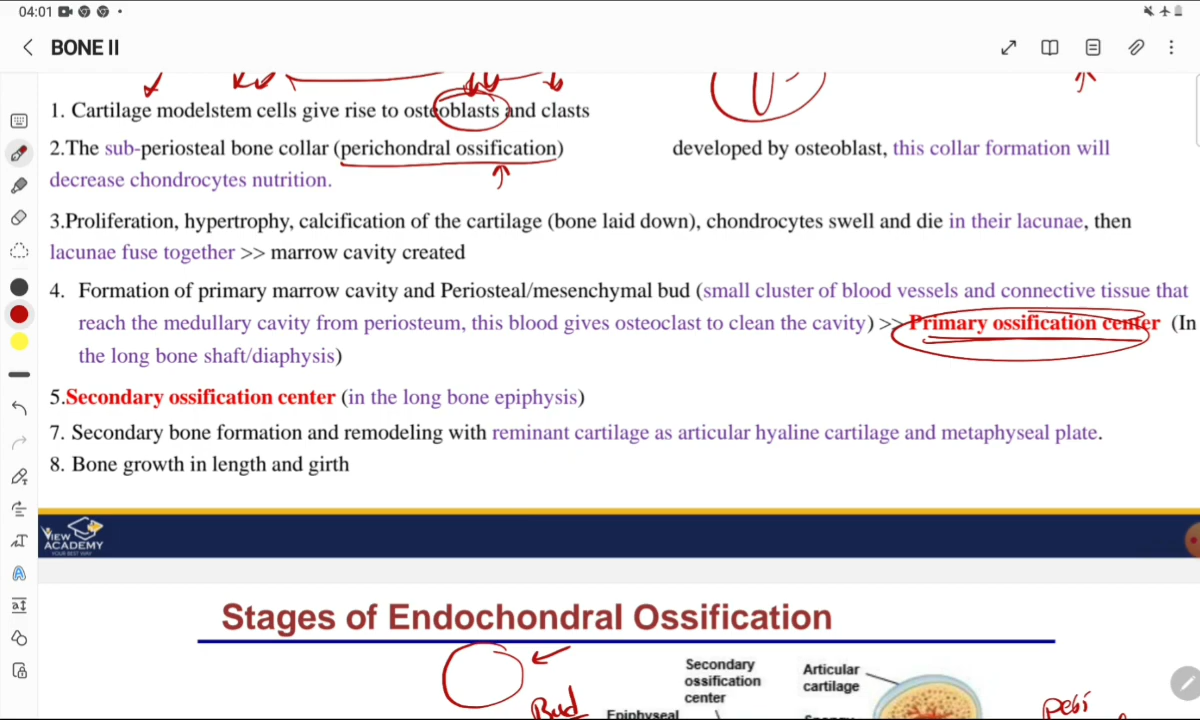 04:01
BONE II
1. Cartilage modelstem cells give rise to osteoblasts and clasts
2.The sub-periosteal bone collar (perichondral ossification) developed by osteoblast, this collar formation will
decrease chondrocytes nutrition.
3.Proliferation, hypertrophy, calcification of the cartilage (bone laid down), chondrocytes swell and die in their lacunae, then
lacunae fuse together >> marrow cavity created
4. Formation of primary marrow cavity and Periosteal/mesenchymal bud (small cluster of blood vessels and connective tissue that
reach the medullary cavity from periosteum, this blood gives osteoclast to clean the cavity) >> Primary ossification center (In
the long bone shaft/diaphysis)
5.Secondary ossification center (in the long bone epiphysis)
7. Secondary bone formation and remodeling with reminant cartilage as articular hyaline cartilage and metaphyseal plate.
8. Bone growth in length and girth
VIEW
ACADEMY
YOUR BEST WAY
Stages of Endochondral Ossification
Secondary
ossification
center
Articular
cartilage
Bud
Epiphyseal